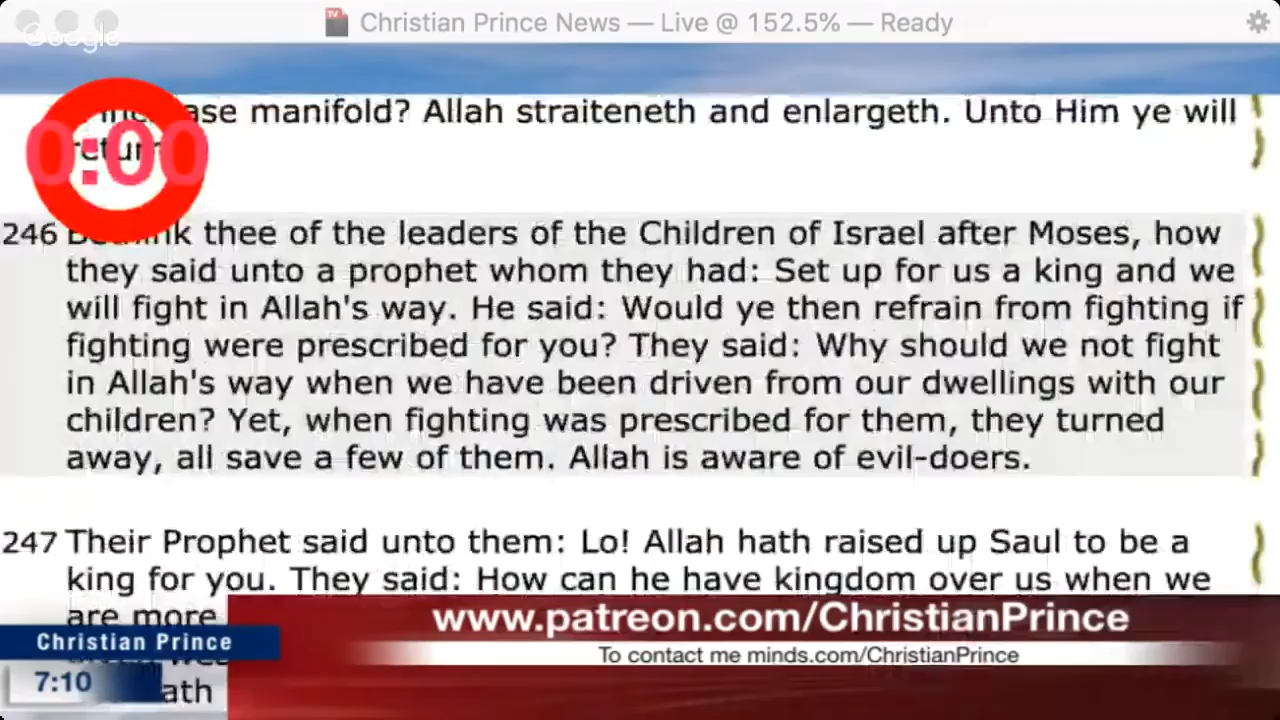 Christian Prince News — Live @ 152.5% — Ready
Google
0:00
manifold? Allah straiteneth and enlargeth. Unto Him ye will
return
246 Bethink thee of the leaders of the Children of Israel after Moses, how
they said unto a prophet whom they had: Set up for us a king and we
will fight in Allah's way. He said: Would ye then refrain from fighting if
fighting were prescribed for you? They said: Why should we not fight
in Allah's way when we have been driven from our dwellings with our
children? Yet, when fighting was prescribed for them, they turned
away, all save a few of them. Allah is aware of evil-doers.
247 Their Prophet said unto them: Lo! Allah hath raised up Saul to be a
king for you. They said: How can he have kingdom over us when we
are more
www.patreon.com/ChristianPrince
Christian Prince
To contact me minds.com/ChristianPrince
7:10